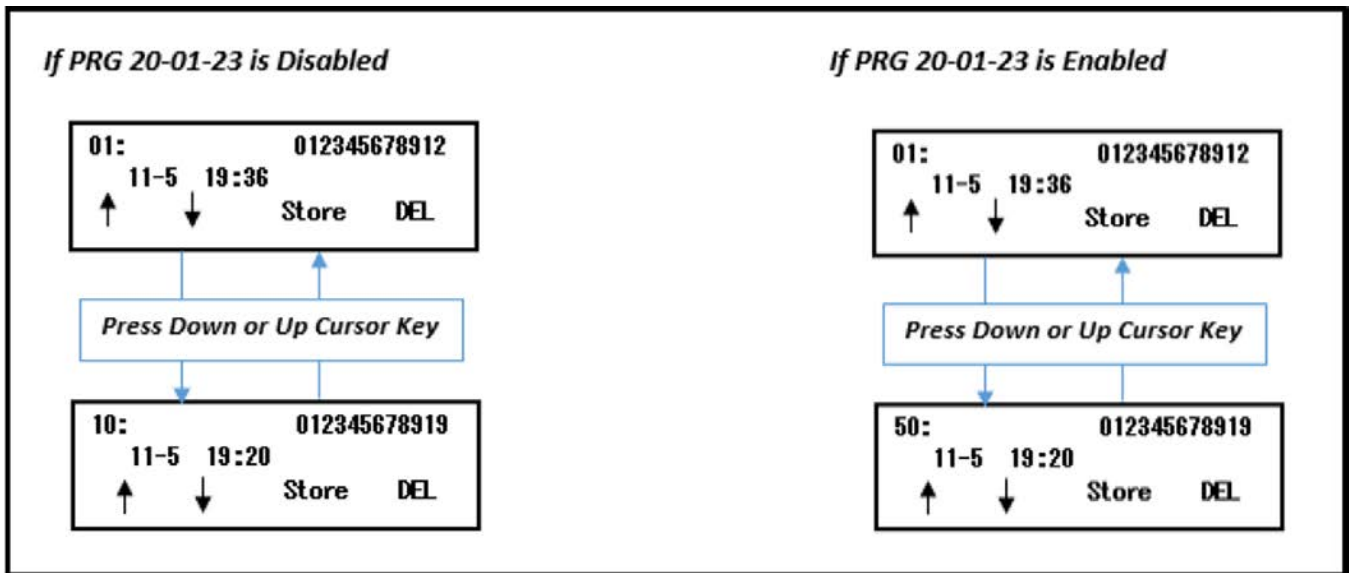 If PRG 20-01-23 is Disabled
01: 012345678912
11-5 19:36
↑ ↓ Store DEL
Press Down or Up Cursor Key
10: 012345678919
11-5 19:20
↑ ↓ Store DEL
If PRG 20-01-23 is Enabled
01: 012345678912
11-5 19:36
↑ ↓ Store DEL
Press Down or Up Cursor Key
50: 012345678919
11-5 19:20
↑ ↓ Store DEL